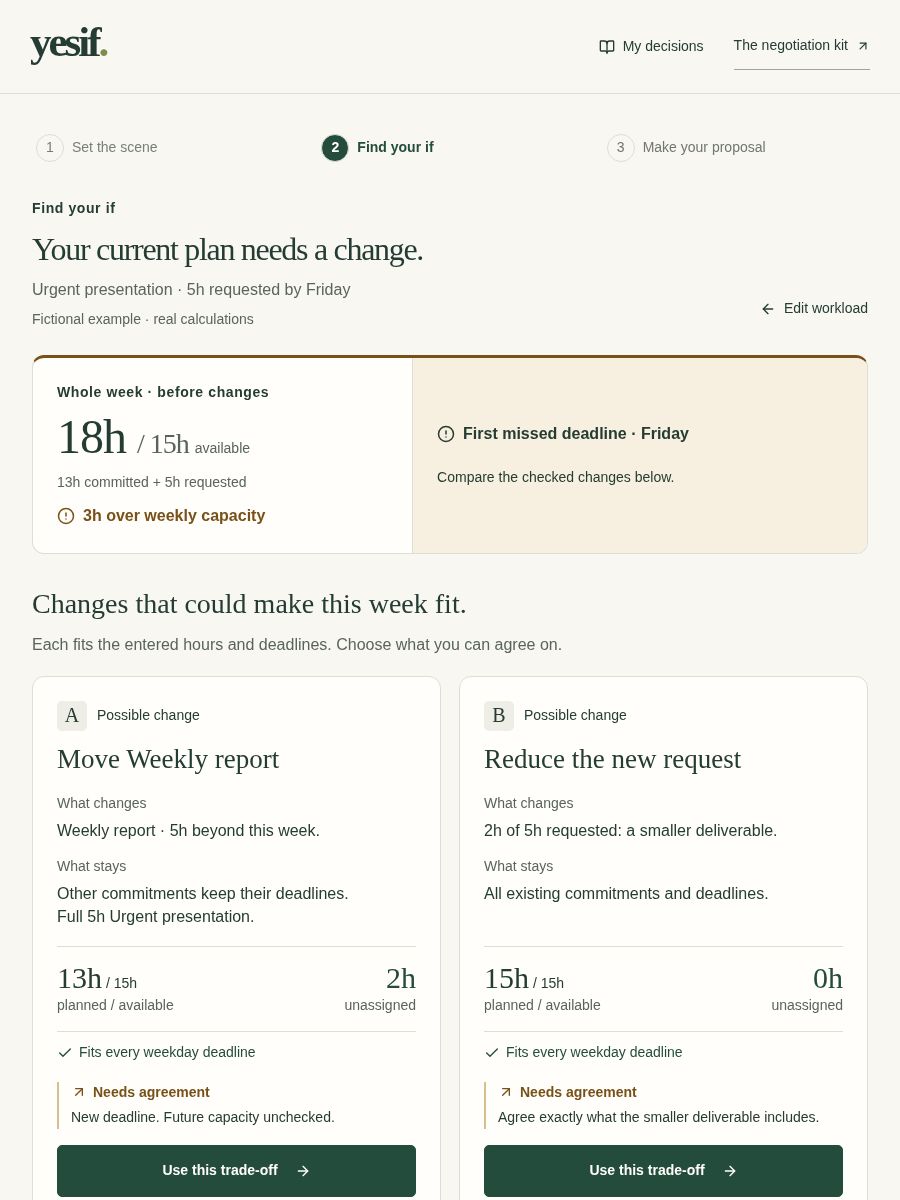 yesif.
My decisions
The negotiation kit
1 Set the scene
2 Find your if
3 Make your proposal
Find your if
Your current plan needs a change.
Urgent presentation · 5h requested by Friday
Fictional example · real calculations
Edit workload
Whole week · before changes
18h / 15h available
13h committed + 5h requested
3h over weekly capacity
First missed deadline · Friday
Compare the checked changes below.
Changes that could make this week fit.
Each fits the entered hours and deadlines. Choose what you can agree on.
A Possible change
Move Weekly report
What changes
Weekly report · 5h beyond this week.
What stays
Other commitments keep their deadlines.
Full 5h Urgent presentation.
13h / 15h
planned / available
2h
unassigned
Fits every weekday deadline
Needs agreement
New deadline. Future capacity unchecked.
Use this trade-off
B Possible change
Reduce the new request
What changes
2h of 5h requested: a smaller deliverable.
What stays
All existing commitments and deadlines.
15h / 15h
planned / available
0h
unassigned
Fits every weekday deadline
Needs agreement
Agree exactly what the smaller deliverable includes.
Use this trade-off